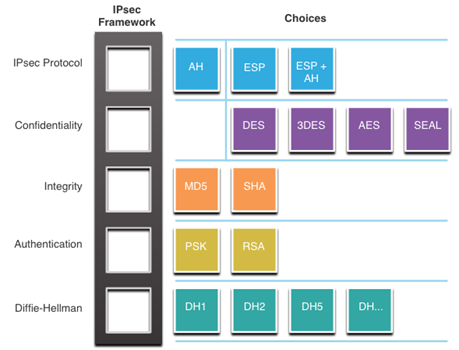 IPsec
Framework
Choices
IPsec Protocol
AH
ESP
ESP +
AH
Confidentiality
DES
3DES
AES
SEAL
Integrity
MD5
SHA
Authentication
PSK
RSA
Diffie-Hellman
DH1
DH2
DH5
DH...